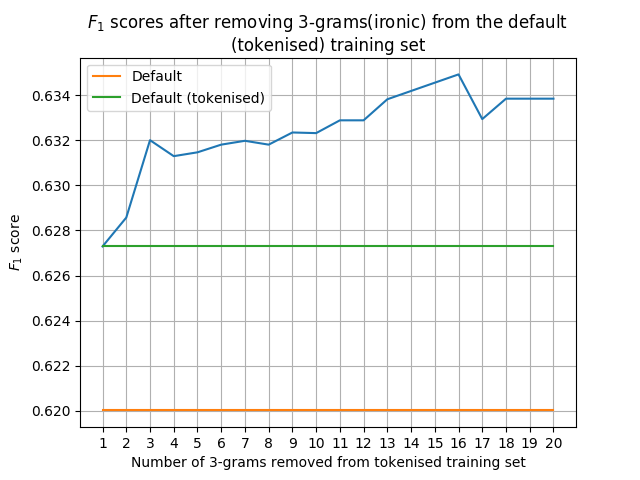 F₁ scores after removing 3-grams(ironic) from the default
(tokenised) training set
Default
Default (tokenised)
0.634
0.632
0.630
0.628
0.626
0.624
0.622
0.620
F₁ score
1 2 3 4 5 6 7 8 9 10 11 12 13 14 15 16 17 18 19 20
Number of 3-grams removed from tokenised training set